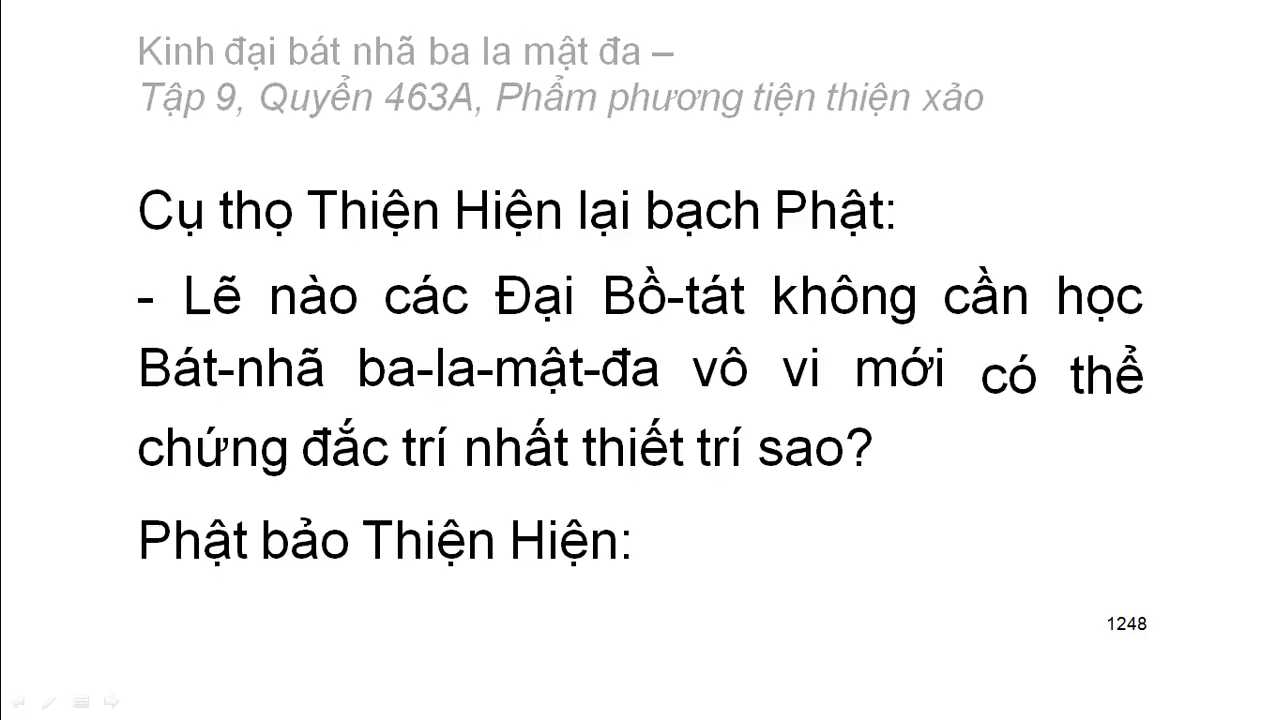 Kinh đại bát nhã ba la mật đa –
Tập 9, Quyển 463A, Phẩm phương tiện thiện xảo
Cụ thọ Thiện Hiện lại bạch Phật:
- Lẽ nào các Đại Bồ-tát không cần học
Bát-nhã ba-la-mật-đa vô vi mới có thể
chứng đắc trí nhất thiết trí sao?
Phật bảo Thiện Hiện:
1248